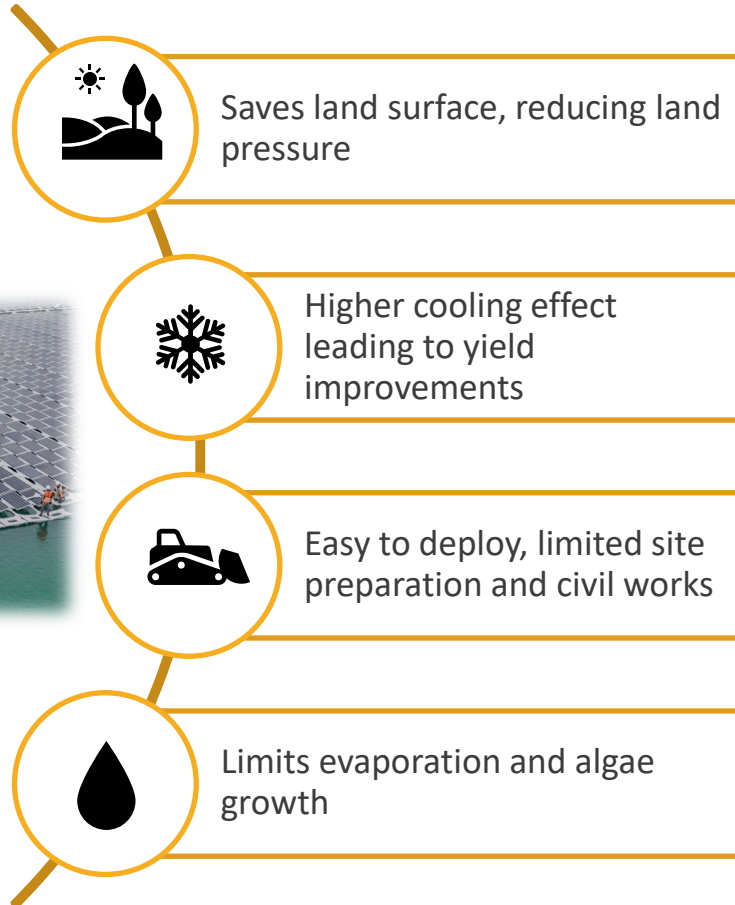 Saves land surface, reducing land
pressure
Higher cooling effect
leading to yield
improvements
Easy to deploy, limited site
preparation and civil works
Limits evaporation and algae
growth